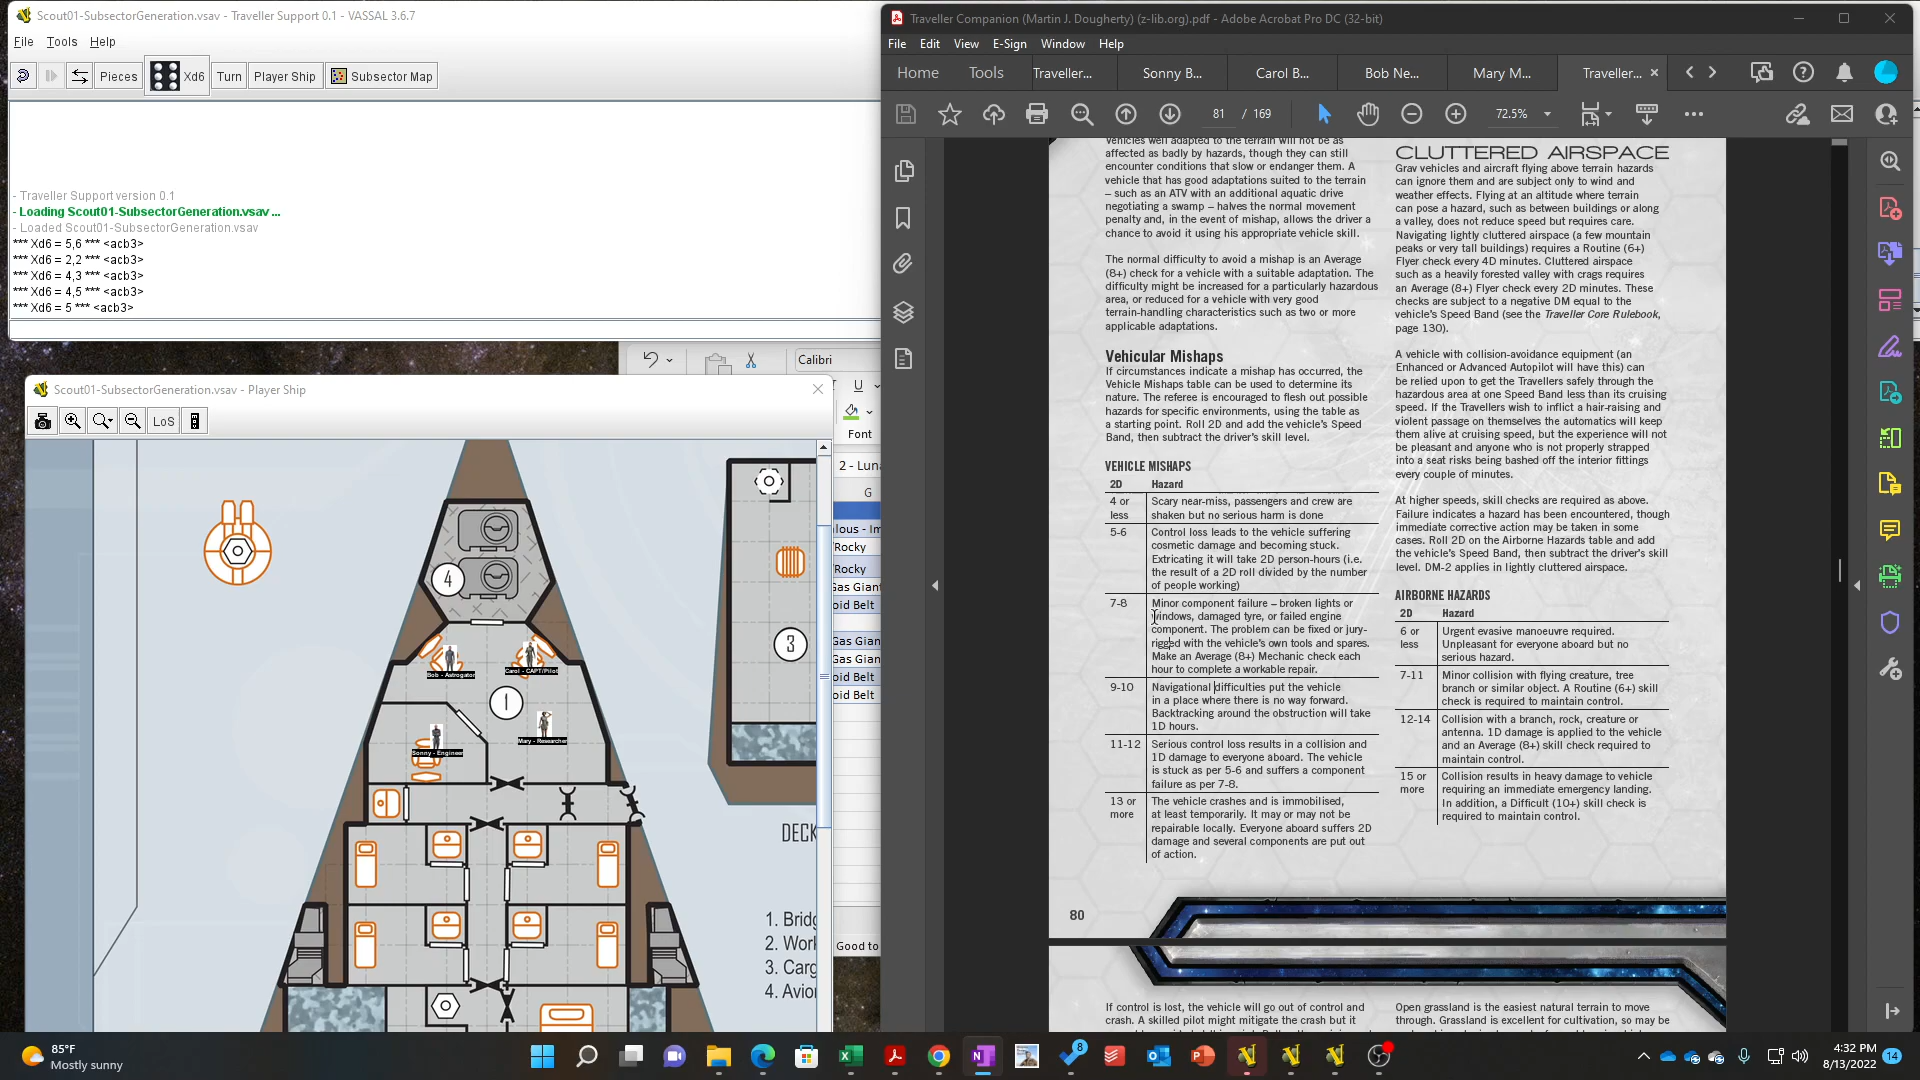 Scout01-SubsectorGeneration.vsav - Traveller Support 0.1 - VASSAL 3.6.7
File Tools Help
Pieces
Xd6
Turn
Player Ship
Subsector Map
- Traveller Support version 0.1
- Loading Scout01-SubsectorGeneration.vsav ...
- Loaded Scout01-SubsectorGeneration.vsav
*** Xd6 = 5,6 *** <acb3>
*** Xd6 = 2,2 *** <acb3>
*** Xd6 = 4,3 *** <acb3>
*** Xd6 = 4,5 *** <acb3>
*** Xd6 = 5 *** <acb3>
Calibri
U
Font
2 - Luna
G
lous - Im
/Rocky
/Rocky
Gas Giant
oid Belt
Gas Gian
Gas Gian
oid Belt
oid Belt
Good to
Scout01-SubsectorGeneration.vsav - Player Ship
LoS
4
Bob - Astrogator
Carol - CAPT/Pilot
1
Sonny - Engineer
Mary - Researcher
3
DECK
1. Bridg
2. Work
3. Carg
4. Avion
Traveller Companion (Martin J. Dougherty) (z-lib.org).pdf - Adobe Acrobat Pro DC (32-bit)
File Edit View E-Sign Window Help
Home Tools Traveller... Sonny B... Carol B... Bob Ne... Mary M... Traveller...
81 / 169
72.5%
Vehicles well adapted to the terrain will not be as
affected as badly by hazards, though they can still
encounter conditions that slow or endanger them. A
vehicle that has good adaptations suited to the terrain
– such as an ATV with an additional aquatic drive
negotiating a swamp – halves the normal movement
penalty and, in the event of mishap, allows the driver a
chance to avoid it using his appropriate vehicle skill.
The normal difficulty to avoid a mishap is an Average
(8+) check for a vehicle with a suitable adaptation. The
difficulty might be increased for a particularly hazardous
area, or reduced for a vehicle with very good
terrain-handling characteristics such as two or more
applicable adaptations.
Vehicular Mishaps
If circumstances indicate a mishap has occurred, the
Vehicle Mishaps table can be used to determine its
nature. The referee is encouraged to flesh out possible
hazards for specific environments, using the table as
a starting point. Roll 2D and add the vehicle's Speed
Band, then subtract the driver's skill level.
VEHICLE MISHAPS
2D Hazard
4 or less Scary near-miss, passengers and crew are
shaken but no serious harm is done
5-6 Control loss leads to the vehicle suffering
cosmetic damage and becoming stuck.
Extricating it will take 2D person-hours (i.e.
the result of a 2D roll divided by the number
of people working)
7-8 Minor component failure – broken lights or
windows, damaged tyre, or failed engine
component. The problem can be fixed or jury-
rigged with the vehicle's own tools and spares.
Make an Average (8+) Mechanic check each
hour to complete a workable repair.
9-10 Navigational difficulties put the vehicle
in a place where there is no way forward.
Backtracking around the obstruction will take
1D hours.
11-12 Serious control loss results in a collision and
1D damage to everyone aboard. The vehicle
is stuck as per 5-6 and suffers a component
failure as per 7-8.
13 or more The vehicle crashes and is immobilised,
at least temporarily. It may or may not be
repairable locally. Everyone aboard suffers 2D
damage and several components are put out
of action.
80
CLUTTERED AIRSPACE
Grav vehicles and aircraft flying above terrain hazards
can ignore them and are subject only to wind and
weather effects. Flying at an altitude where terrain
can pose a hazard, such as between buildings or along
a valley, does not reduce speed but requires care.
Navigating lightly cluttered airspace (a few mountain
peaks or very tall buildings) requires a Routine (6+)
Flyer check every 4D minutes. Cluttered airspace
such as a heavily forested valley with crags requires
an Average (8+) Flyer check every 2D minutes. These
checks are subject to a negative DM equal to the
vehicle's Speed Band (see the Traveller Core Rulebook,
page 130).
A vehicle with collision-avoidance equipment (an
Enhanced or Advanced Autopilot will have this) can
be relied upon to get the Travellers safely through the
hazardous area at one Speed Band less than its cruising
speed. If the Travellers wish to inflict a hair-raising and
violent passage on themselves the automatics will keep
them alive at cruising speed, but the experience will not
be pleasant and anyone who is not properly strapped
into a seat risks being bashed off the interior fittings
every couple of minutes.
At higher speeds, skill checks are required as above.
Failure indicates a hazard has been encountered, though
immediate corrective action may be taken in some
cases. Roll 2D on the Airborne Hazards table and add
the vehicle's Speed Band, then subtract the driver's skill
level. DM-2 applies in lightly cluttered airspace.
AIRBORNE HAZARDS
2D Hazard
6 or less Urgent evasive manoeuvre required.
Unpleasant for everyone aboard but no
serious hazard.
7-11 Minor collision with flying creature, tree
branch or similar object. A Routine (6+) skill
check is required to maintain control.
12-14 Collision with a branch, rock, creature or
antenna. 1D damage is applied to the vehicle
and an Average (8+) skill check required to
maintain control.
15 or more Collision results in heavy damage to vehicle
requiring an immediate emergency landing.
In addition, a Difficult (10+) skill check is
required to maintain control.
If control is lost, the vehicle will go out of control and
crash. A skilled pilot might mitigate the crash but it
Open grassland is the easiest natural terrain to move
through. Grassland is excellent for cultivation, so may be
85°F
Mostly sunny
8
4:32 PM
8/13/2022
14